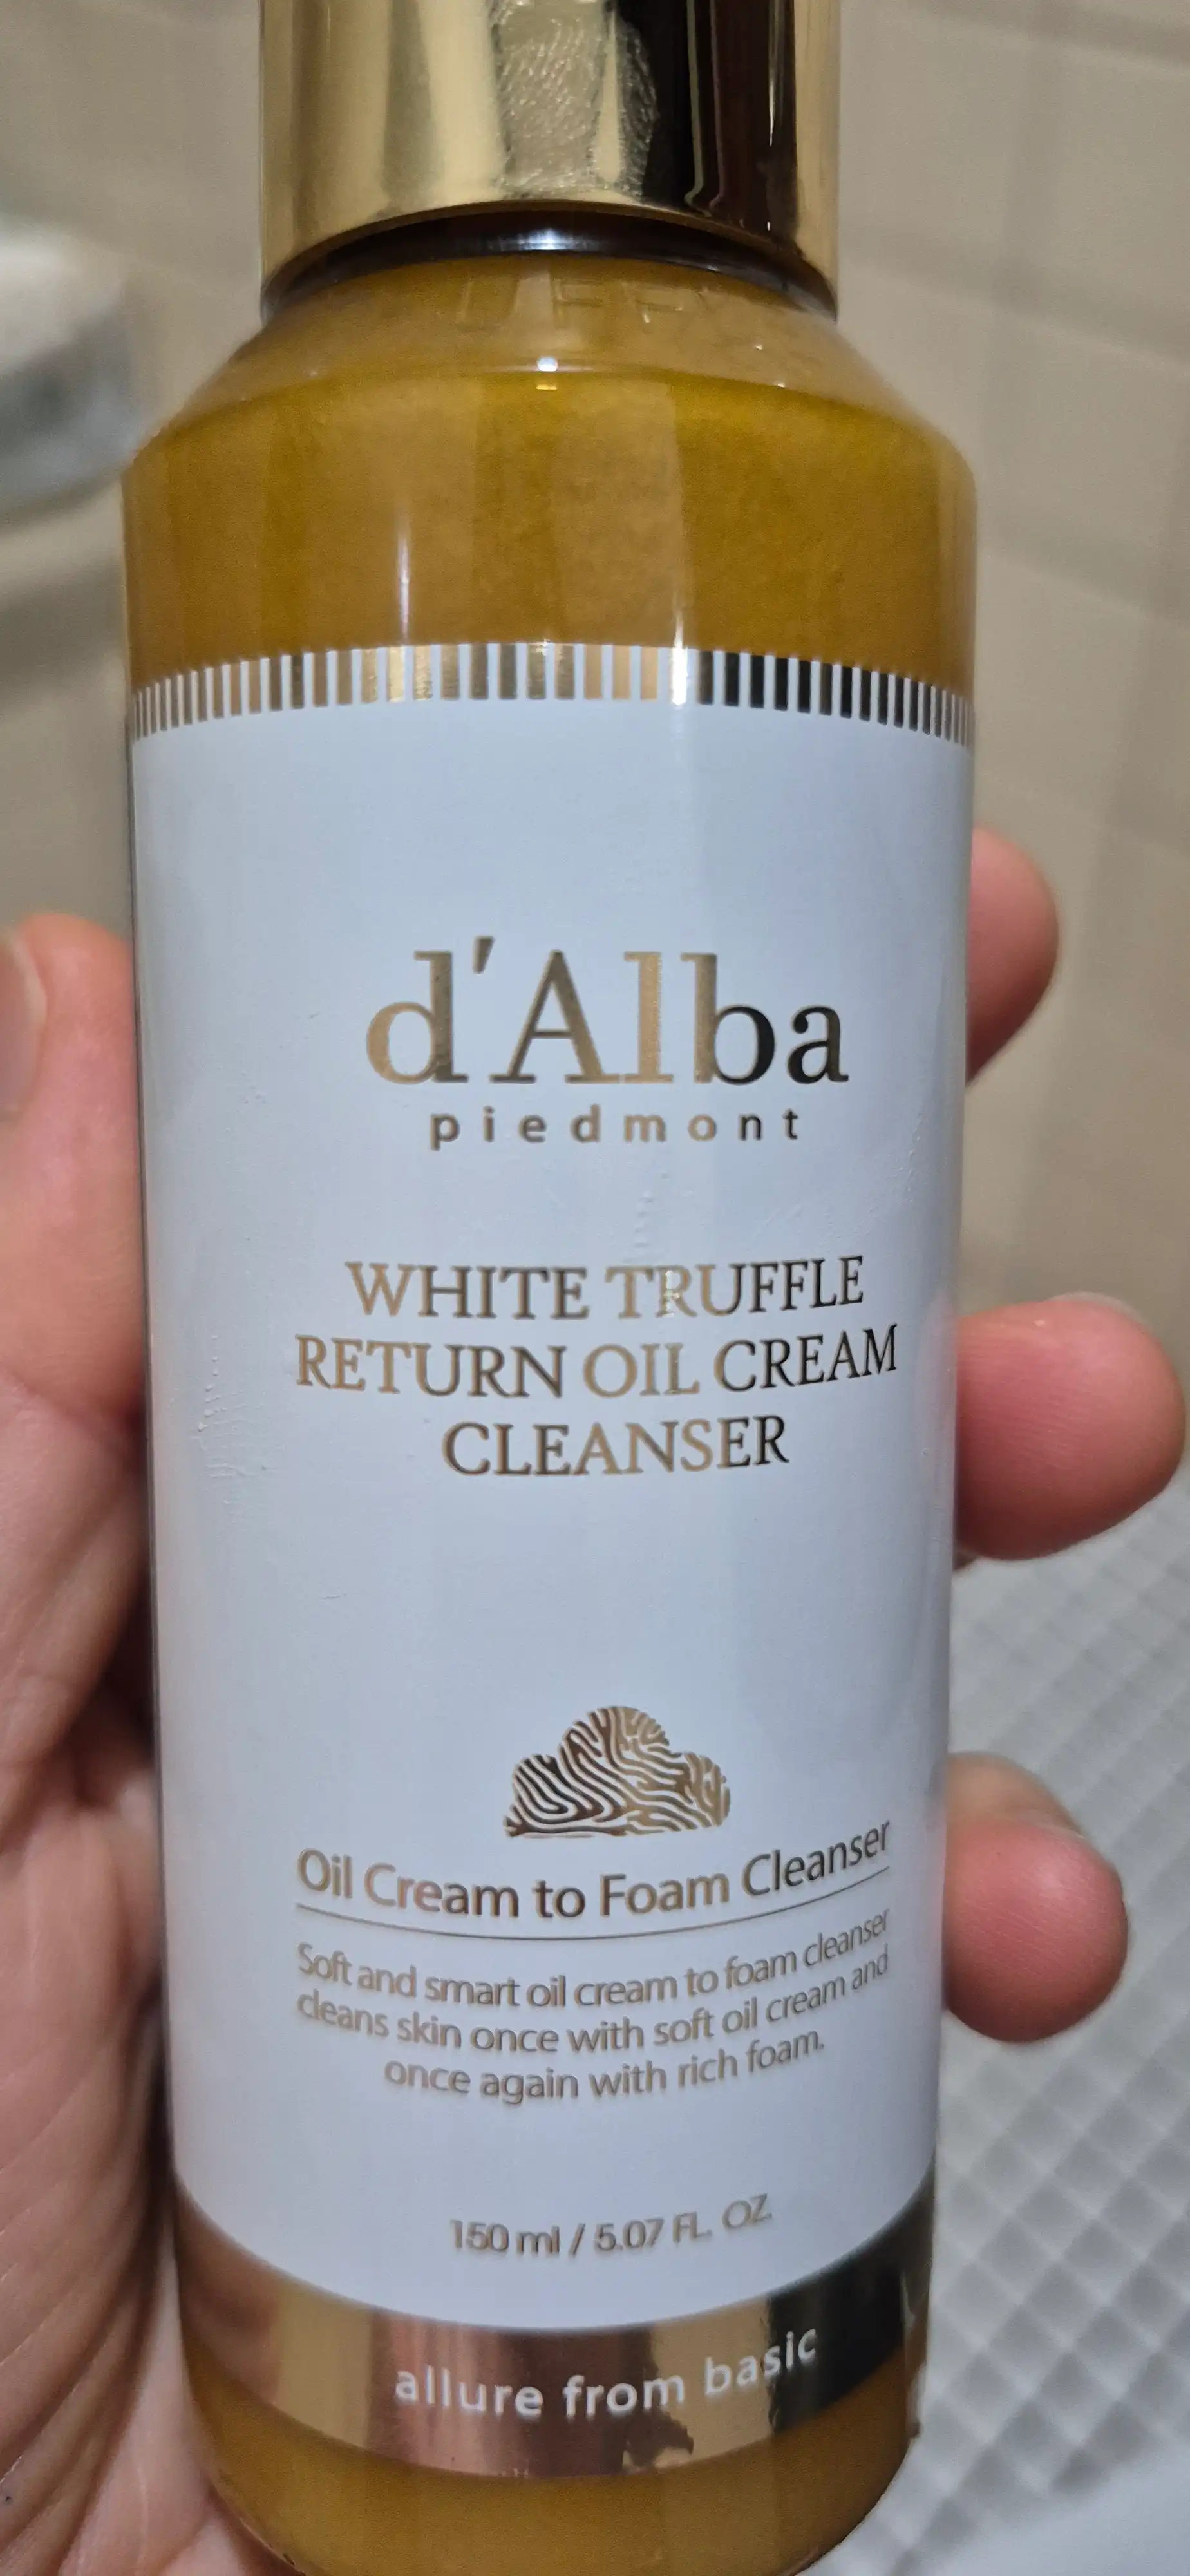 d'Alba
piedmont
WHITE TRUFFLE
RETURN OIL CREAM
CLEANSER
Oil Cream to Foam Cleanser
Soft and smart oil cream to foam cleanser
cleans skin once with soft oil cream and
once again with rich foam.
150 ml / 5.07 FL. OZ.
allure from basic